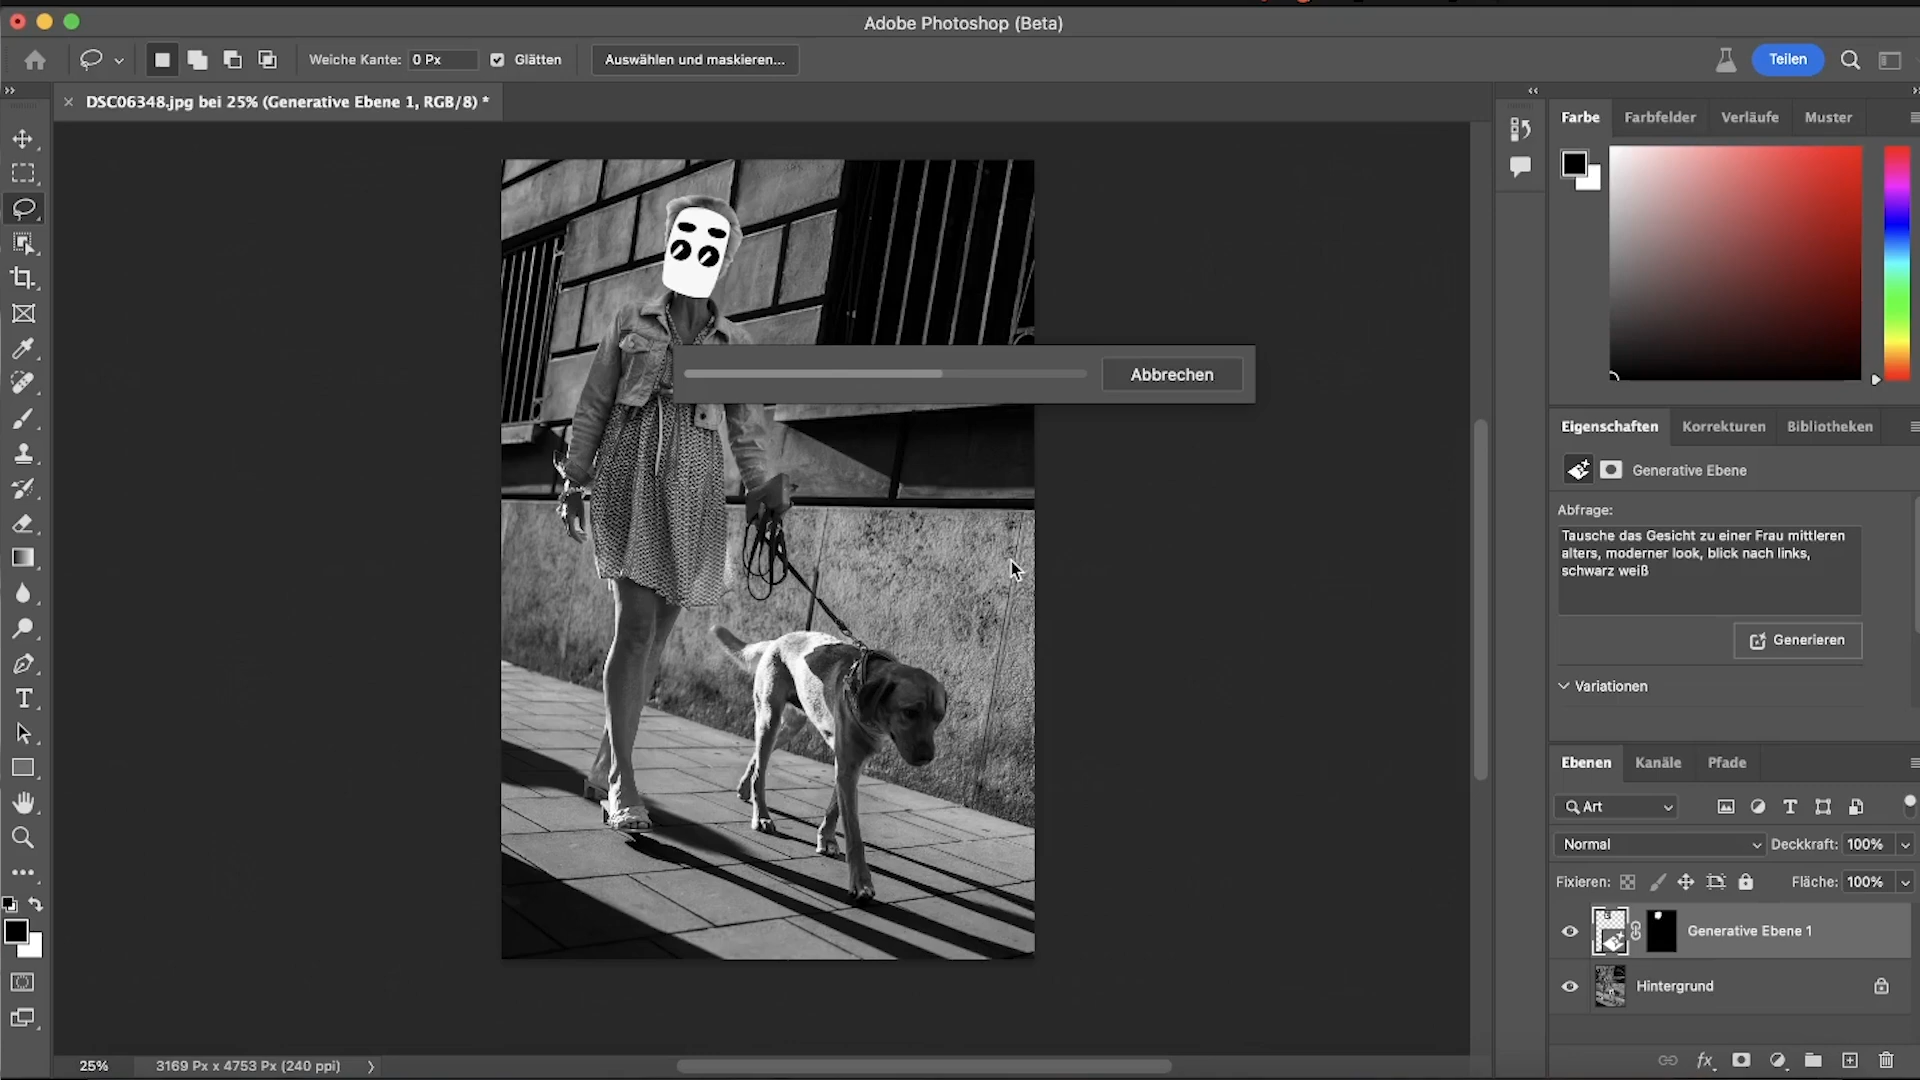 Adobe Photoshop (Beta)
Weiche Kante: 0 Px Glätten Auswählen und maskieren... Teilen
DSC06348.jpg bei 25% (Generative Ebene 1, RGB/8) *
Farbe Farbfelder Verläufe Muster
Abbrechen
Eigenschaften Korrekturen Bibliotheken
Generative Ebene
Abfrage:
Tausche das Gesicht zu einer Frau mittleren
alters, moderner look, blick nach links,
schwarz weiß
Generieren
Variationen
Ebenen Kanäle Pfade
Art
Normal Deckkraft: 100%
Fixieren: Fläche: 100%
Generative Ebene 1
Hintergrund
25% 3169 Px x 4753 Px (240 ppi)